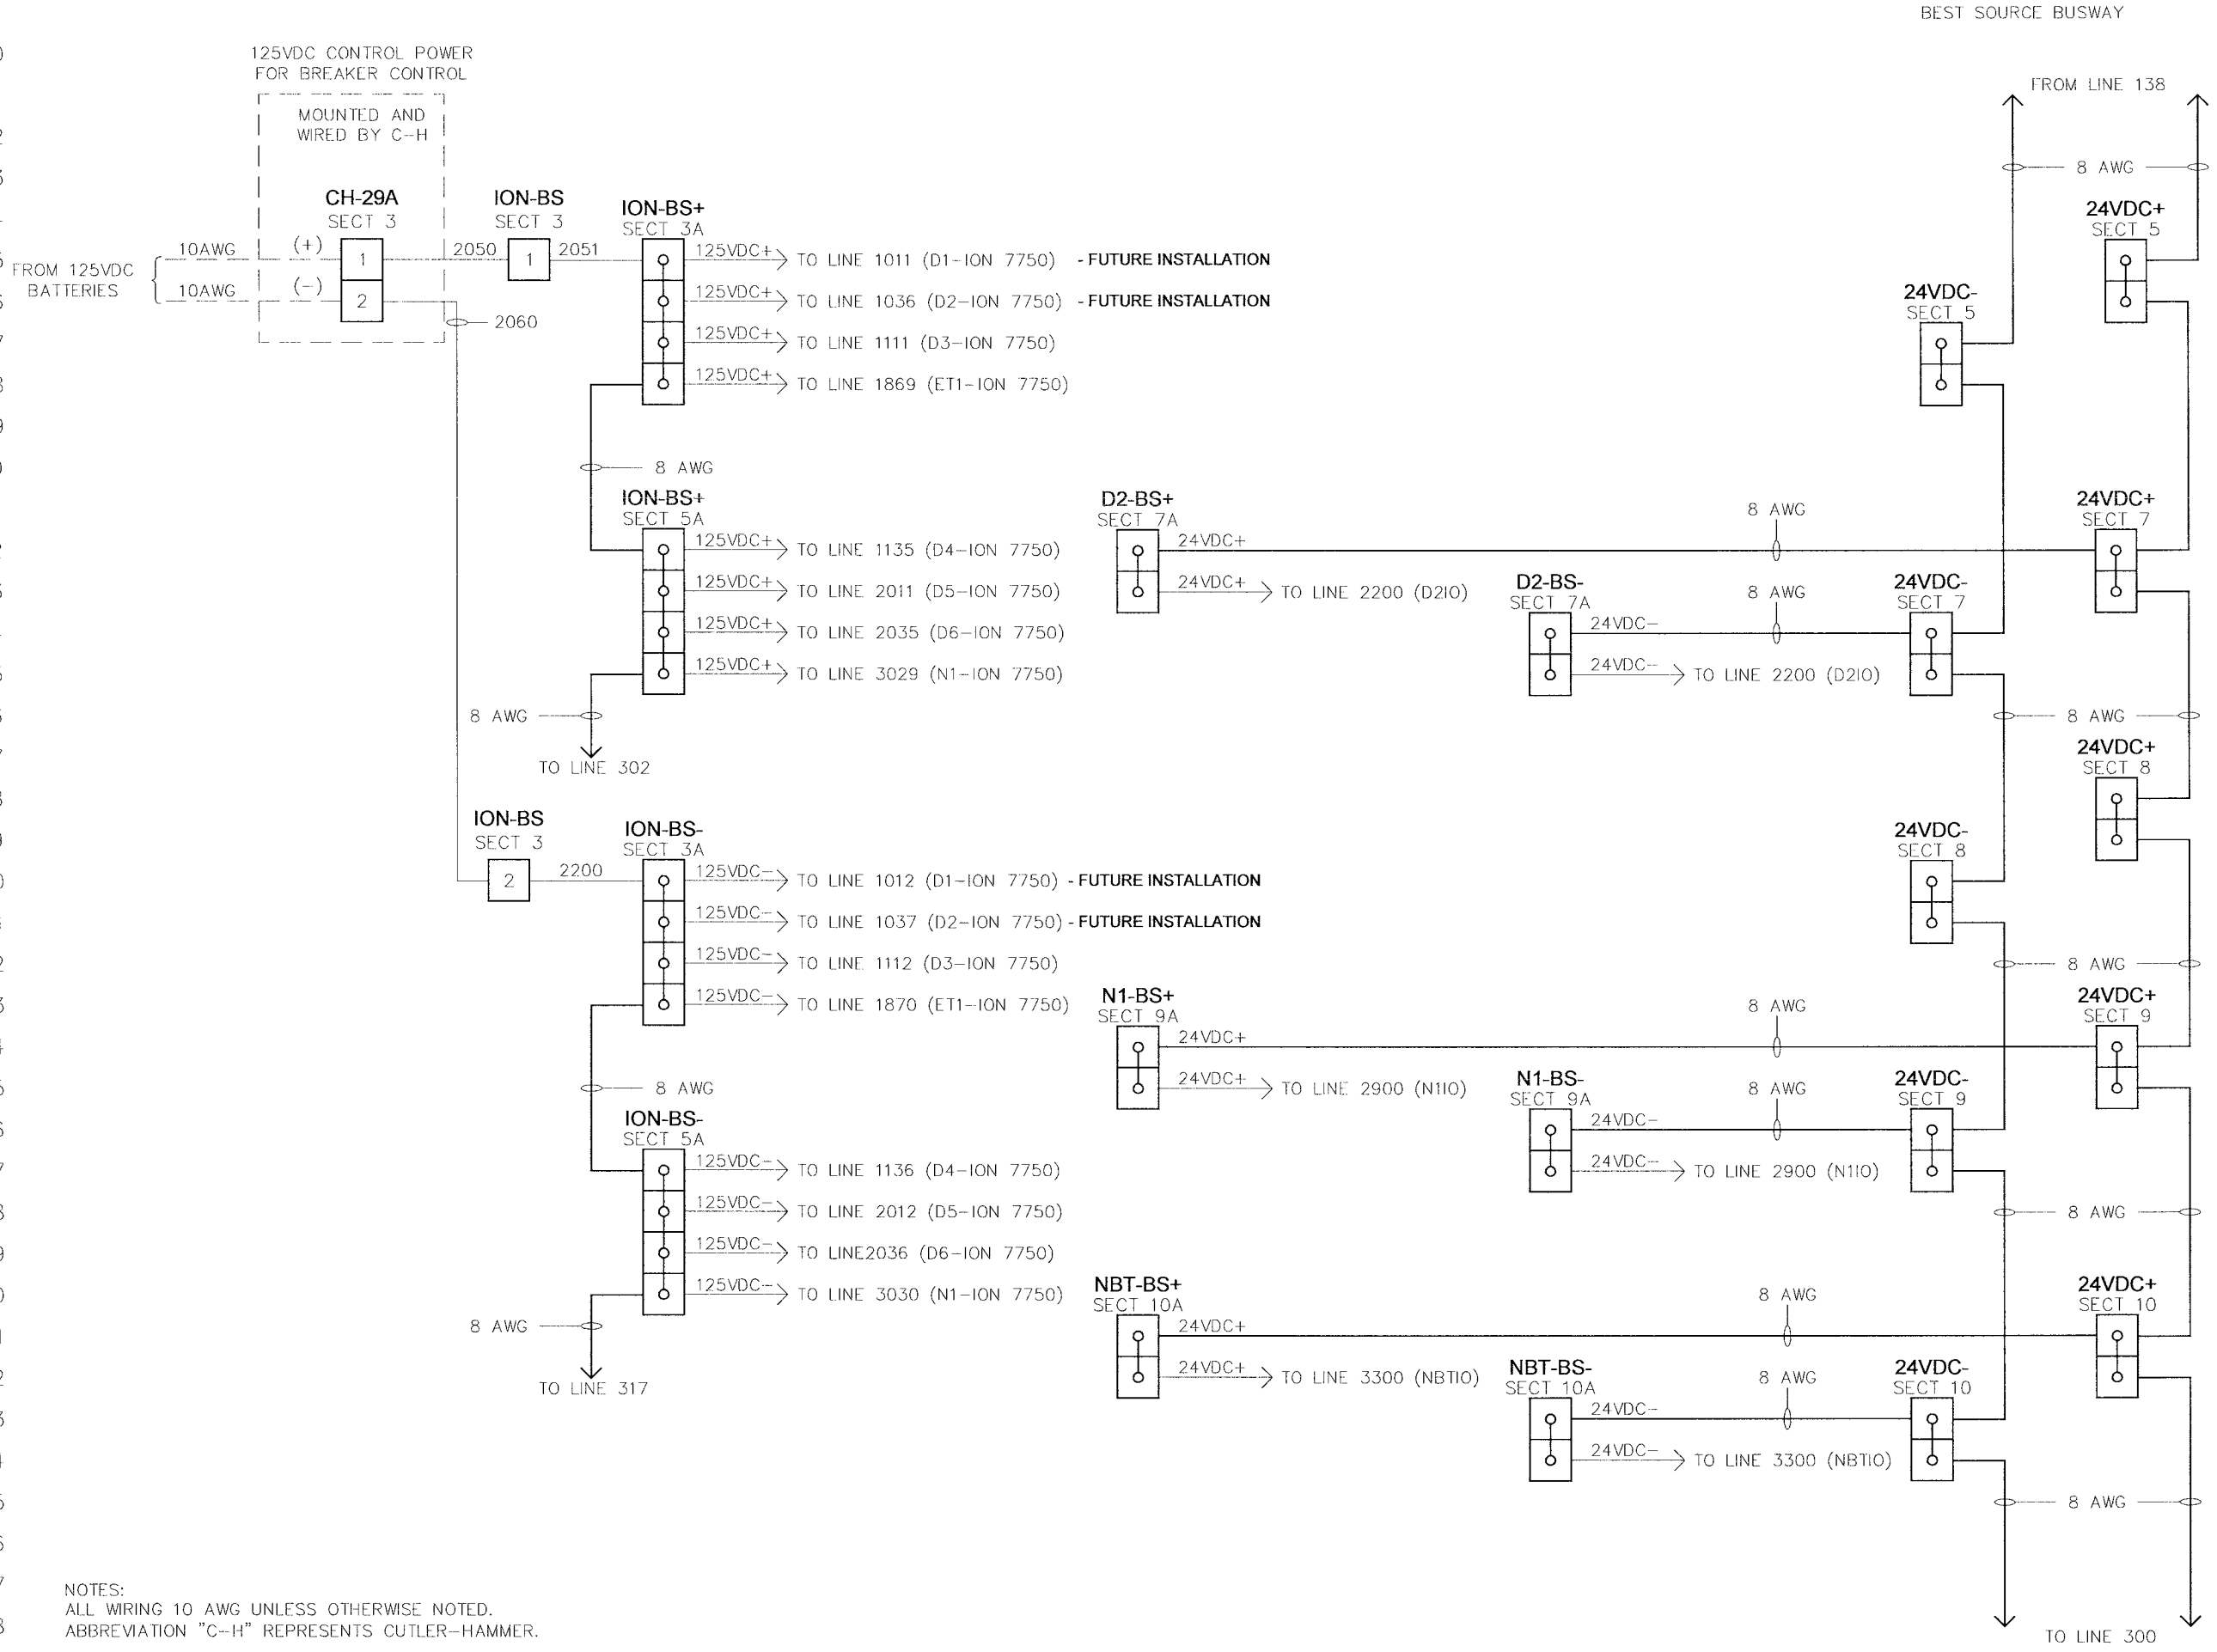 BEST SOURCE BUSWAY
125VDC CONTROL POWER
FOR BREAKER CONTROL
MOUNTED AND
WIRED BY C-H
CH-29A
SECT 3
FROM 125VDC
BATTERIES
10AWG
(+)
10AWG
(-)
1
2
2050
2060
ION-BS
SECT 3
1
2051
ION-BS+
SECT 3A
125VDC+ TO LINE 1011 (D1-ION 7750) - FUTURE INSTALLATION
125VDC+ TO LINE 1036 (D2-ION 7750) - FUTURE INSTALLATION
125VDC+ TO LINE 1111 (D3-ION 7750)
125VDC+ TO LINE 1869 (ET1-ION 7750)
8 AWG
ION-BS+
SECT 5A
125VDC+ TO LINE 1135 (D4-ION 7750)
125VDC+ TO LINE 2011 (D5-ION 7750)
125VDC+ TO LINE 2035 (D6-ION 7750)
125VDC+ TO LINE 3029 (N1-ION 7750)
8 AWG
TO LINE 302
ION-BS
SECT 3
2
2200
ION-BS-
SECT 3A
125VDC- TO LINE 1012 (D1-ION 7750) - FUTURE INSTALLATION
125VDC- TO LINE 1037 (D2-ION 7750) - FUTURE INSTALLATION
125VDC- TO LINE 1112 (D3-ION 7750)
125VDC- TO LINE 1870 (ET1-ION 7750)
8 AWG
ION-BS-
SECT 5A
125VDC- TO LINE 1136 (D4-ION 7750)
125VDC- TO LINE 2012 (D5-ION 7750)
125VDC- TO LINE2036 (D6-ION 7750)
125VDC- TO LINE 3030 (N1-ION 7750)
8 AWG
TO LINE 317
FROM LINE 138
8 AWG
24VDC+
SECT 5
24VDC-
SECT 5
D2-BS+
SECT 7A
24VDC+
24VDC+ TO LINE 2200 (D2IO)
8 AWG
24VDC+
SECT 7
D2-BS-
SECT 7A
24VDC-
24VDC- TO LINE 2200 (D2IO)
8 AWG
24VDC-
SECT 7
8 AWG
24VDC+
SECT 8
24VDC-
SECT 8
8 AWG
N1-BS+
SECT 9A
24VDC+
24VDC+ TO LINE 2900 (N1IO)
8 AWG
24VDC+
SECT 9
N1-BS-
SECT 9A
24VDC-
24VDC- TO LINE 2900 (N1IO)
8 AWG
24VDC-
SECT 9
8 AWG
NBT-BS+
SECT 10A
24VDC+
24VDC+ TO LINE 3300 (NBTIO)
8 AWG
24VDC+
SECT 10
NBT-BS-
SECT 10A
24VDC-
24VDC- TO LINE 3300 (NBTIO)
8 AWG
24VDC-
SECT 10
8 AWG
TO LINE 300
NOTES:
ALL WIRING 10 AWG UNLESS OTHERWISE NOTED.
ABBREVIATION "C-H" REPRESENTS CUTLER-HAMMER.